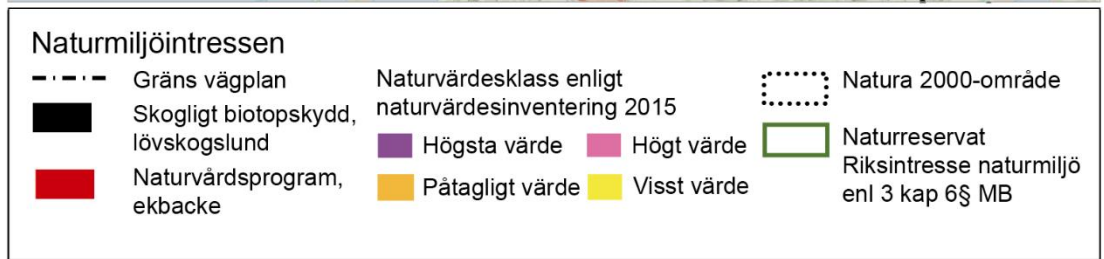 Naturmiljöintressen
Gräns vägplan
Skogligt biotopskydd,
lövskogslund
Naturvårdsprogram,
ekbacke
Naturvärdesklass enligt
naturvärdesinventering 2015
Högsta värde
Högt värde
Påtagligt värde
Visst värde
Natura 2000-område
Naturreservat
Riksintresse naturmiljö
enl 3 kap 6§ MB